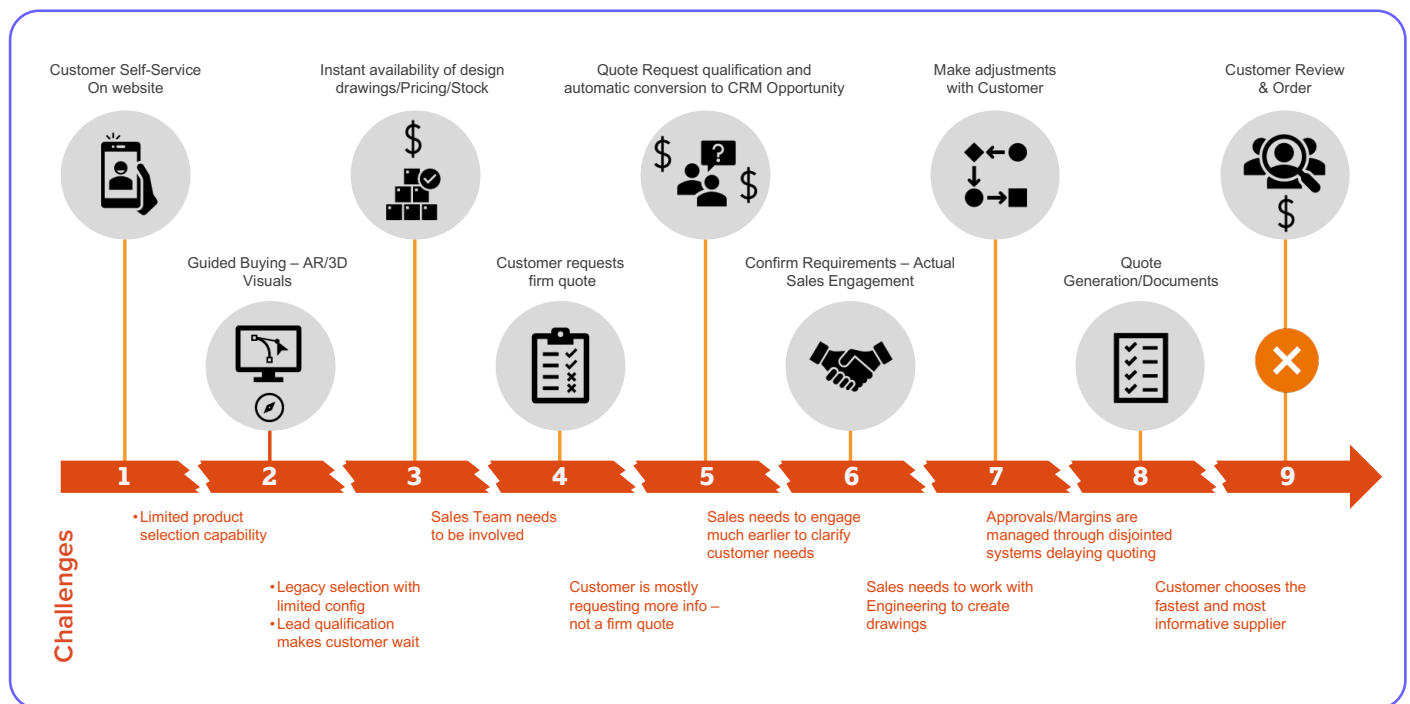 Customer Self-Service
On website
Instant availability of design
drawings/Pricing/Stock
Quote Request qualification and
automatic conversion to CRM Opportunity
Make adjustments
with Customer
Customer Review
& Order
$
?
$
$
$
Guided Buying – AR/3D
Visuals
Customer requests
firm quote
Confirm Requirements – Actual
Sales Engagement
Quote
Generation/Documents
1
2
3
4
5
6
7
8
9
Challenges
• Limited product
selection capability
• Legacy selection with
limited config
• Lead qualification
makes customer wait
Sales Team needs
to be involved
Customer is mostly
requesting more info –
not a firm quote
Sales needs to engage
much earlier to clarify
customer needs
Sales needs to work with
Engineering to create
drawings
Approvals/Margins are
managed through disjointed
systems delaying quoting
Customer chooses the
fastest and most
informative supplier